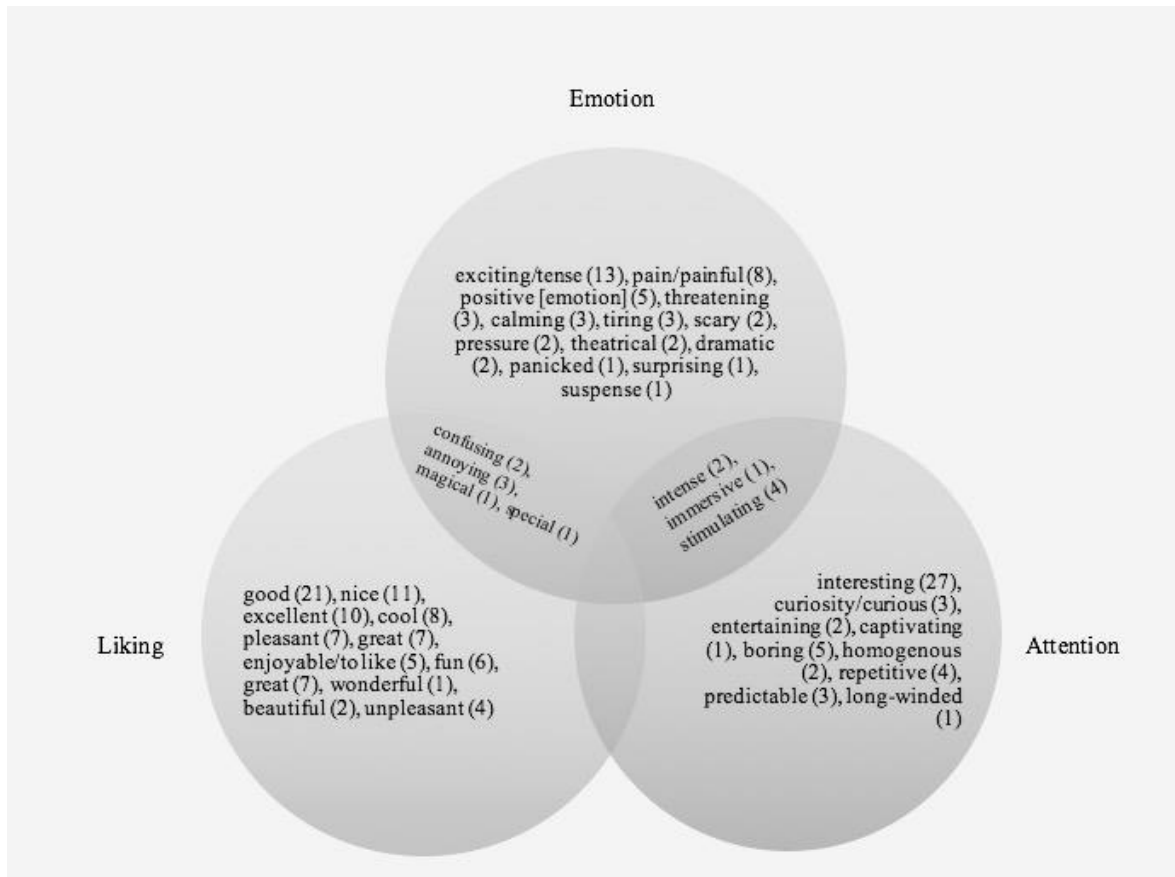 Emotion
exciting/tense (13), pain/painful (8),
positive [emotion] (5), threatening
(3), calming (3), tiring (3), scary (2),
pressure (2), theatrical (2), dramatic
(2), panicked (1), surprising (1),
suspense (1)
confusing (2),
annoying (3),
magical (1), special (1)
intense (2),
immersive (1),
stimulating (4)
Liking
good (21), nice (11),
excellent (10), cool (8),
pleasant (7), great (7),
enjoyable/to like (5), fun (6),
great (7), wonderful (1),
beautiful (2), unpleasant (4)
interesting (27),
curiosity/curious (3),
entertaining (2), captivating
(1), boring (5), homogenous
(2), repetitive (4),
predictable (3), long-winded
(1)
Attention